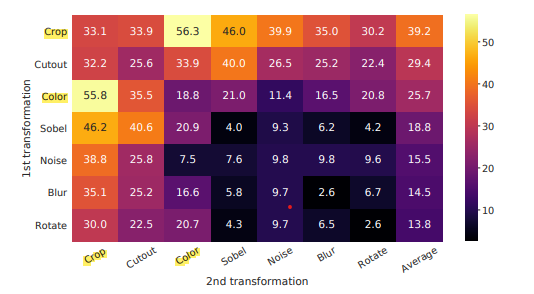 Crop 33.1 33.9 56.3 46.0 39.9 35.0 30.2 39.2
Cutout 32.2 25.6 33.9 40.0 26.5 25.2 22.4 29.4
Color 55.8 35.5 18.8 21.0 11.4 16.5 20.8 25.7
Sobel 46.2 40.6 20.9 4.0 9.3 6.2 4.2 18.8
Noise 38.8 25.8 7.5 7.6 9.8 9.8 9.6 15.5
Blur 35.1 25.2 16.6 5.8 9.7 2.6 6.7 14.5
Rotate 30.0 22.5 20.7 4.3 9.7 6.5 2.6 13.8
Crop Cutout Color Sobel Noise Blur Rotate Average
1st transformation
2nd transformation
50
40
30
20
10